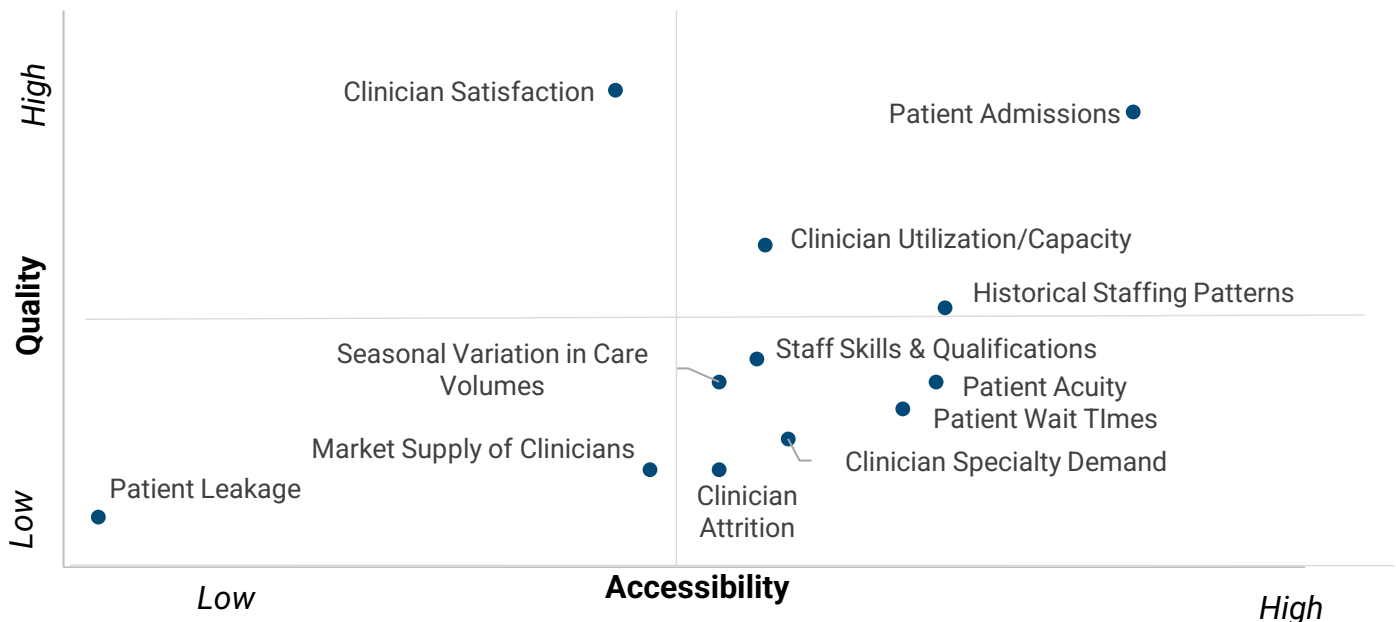 High
Clinician Satisfaction
Patient Admissions
Clinician Utilization/Capacity
Historical Staffing Patterns
Quality
Seasonal Variation in Care
Volumes
Staff Skills & Qualifications
Patient Acuity
Patient Wait TImes
Market Supply of Clinicians
Clinician Specialty Demand
Patient Leakage
Clinician
Attrition
Low
Low
Accessibility
High